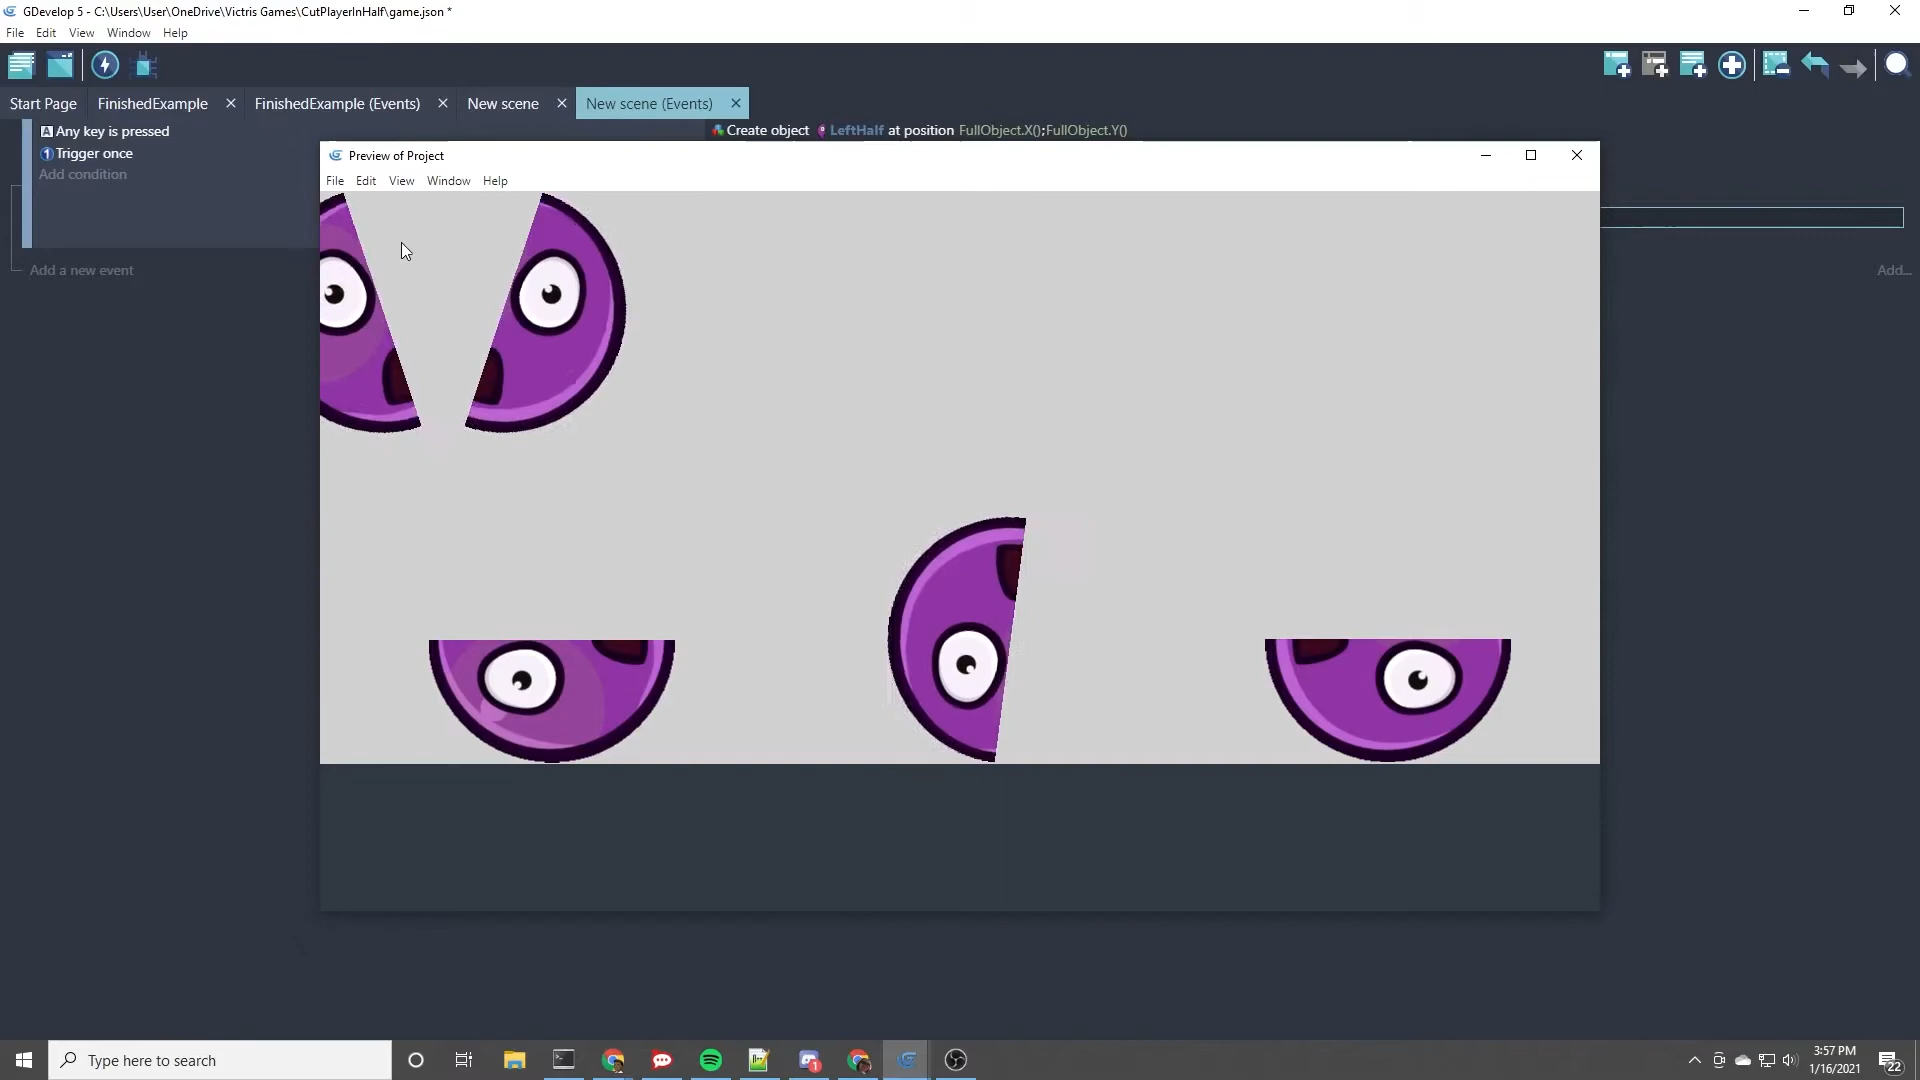 GDevelop 5 - C:\Users\User\OneDrive\Victris Games\CutPlayerInHalf\game.json *
File Edit View Window Help
Start Page FinishedExample FinishedExample (Events) New scene New scene (Events)
Any key is pressed
Trigger once
Add condition
Create object LeftHalf at position FullObject.X();FullObject.Y()
Add a new event
Add...
Preview of Project
File Edit View Window Help
Type here to search
1
3:57 PM
1/16/2021
22